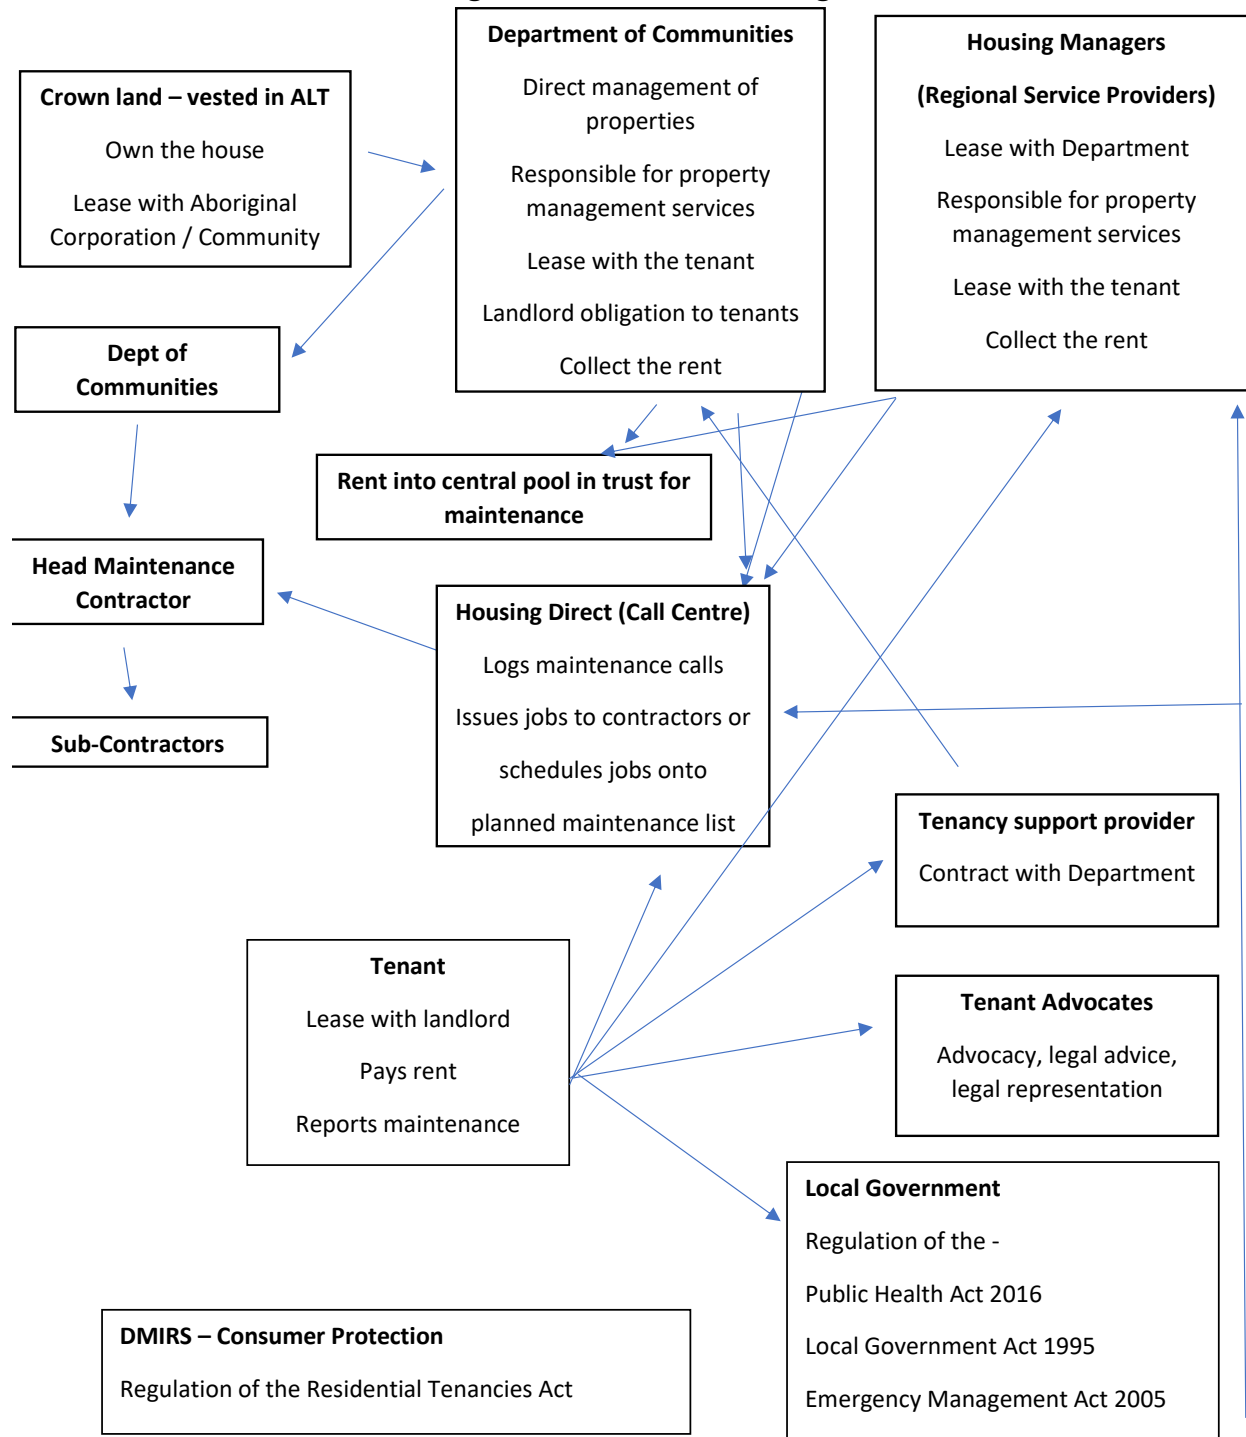 Department of Communities
Direct management of
properties
Responsible for property
management services
Lease with the tenant
Landlord obligation to tenants
Collect the rent
Housing Managers
(Regional Service Providers)
Lease with Department
Responsible for property
management services
Lease with the tenant
Collect the rent
Crown land – vested in ALT
Own the house
Lease with Aboriginal
Corporation / Community
Dept of
Communities
Rent into central pool in trust for
maintenance
Head Maintenance
Contractor
Housing Direct (Call Centre)
Logs maintenance calls
Issues jobs to contractors or
schedules jobs onto
planned maintenance list
Sub-Contractors
Tenancy support provider
Contract with Department
Tenant
Lease with landlord
Pays rent
Reports maintenance
Tenant Advocates
Advocacy, legal advice,
legal representation
Local Government
Regulation of the -
Public Health Act 2016
Local Government Act 1995
Emergency Management Act 2005
DMIRS – Consumer Protection
Regulation of the Residential Tenancies Act